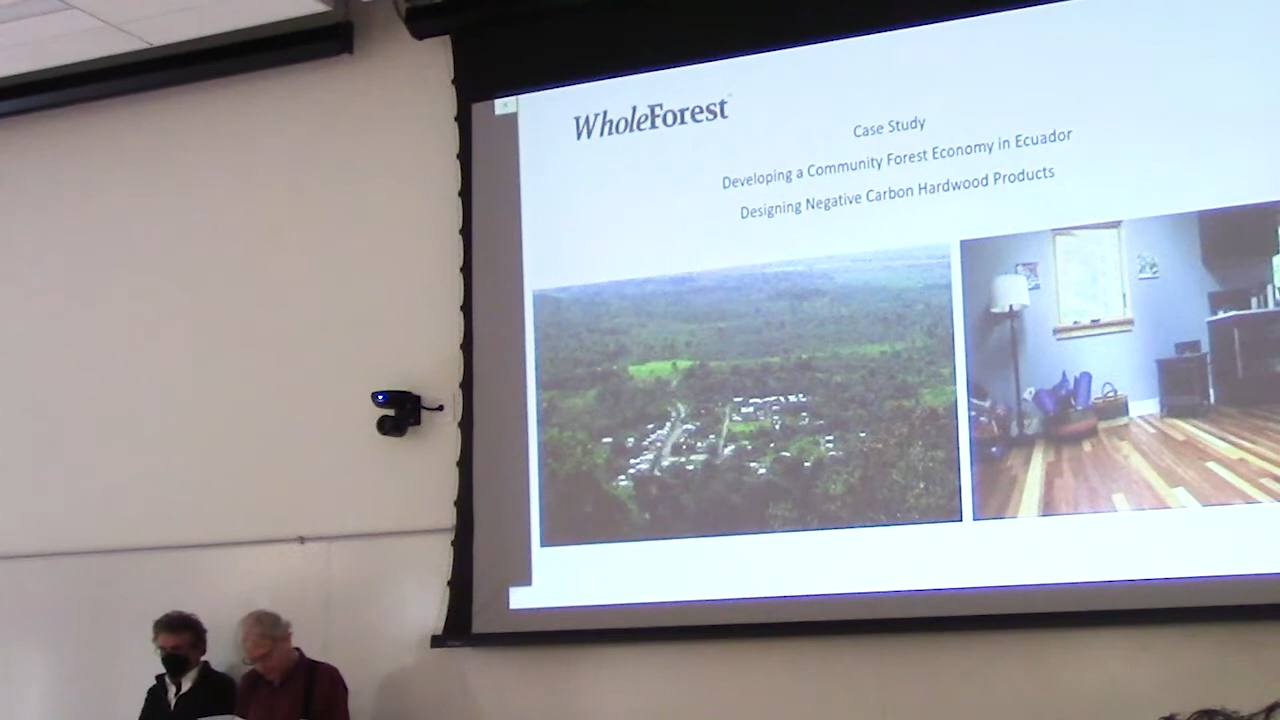 WholeForest
Case Study
Developing a Community Forest Economy in Ecuador
Designing Negative Carbon Hardwood Products